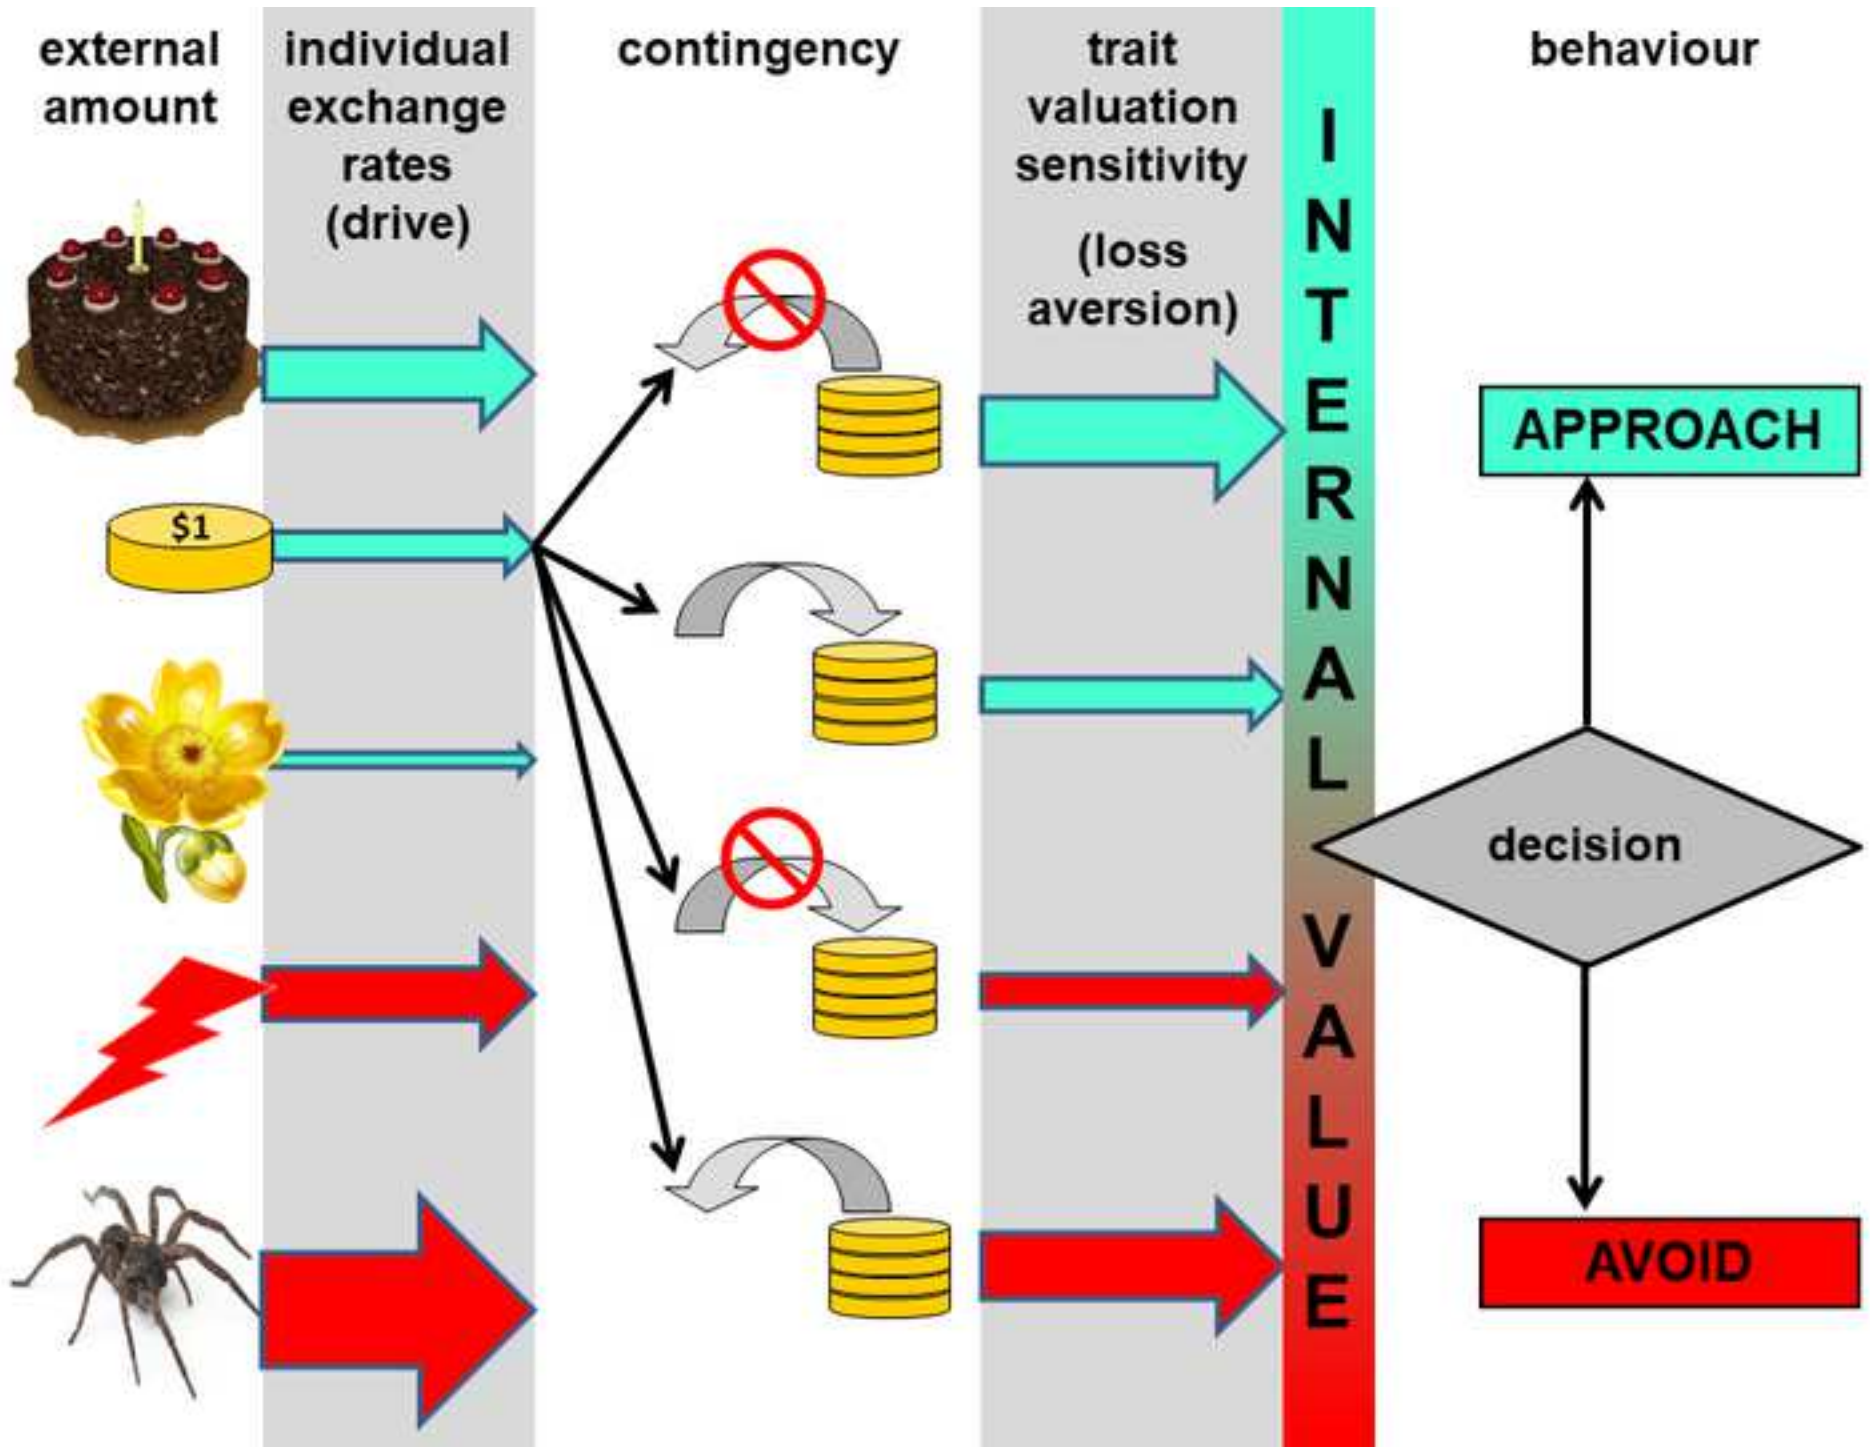 external
amount
individual
exchange
rates
(drive)
contingency
trait
valuation
sensitivity
(loss
aversion)
behaviour
$1
INTERNAL VALUE
APPROACH
decision
AVOID